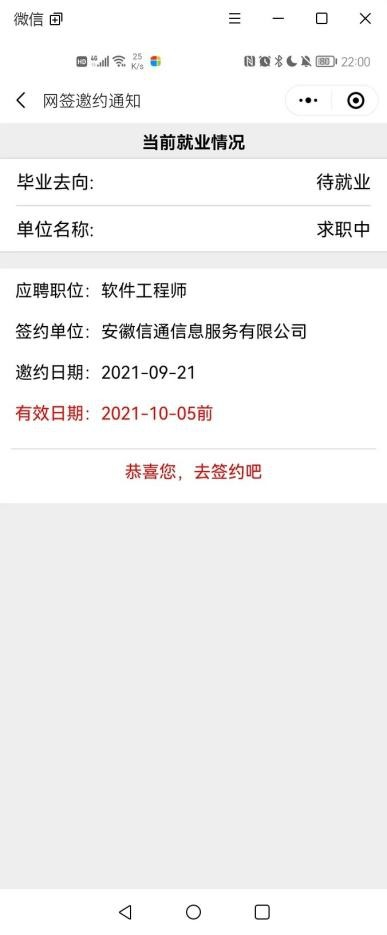 微信
HD 4G 25 K/s 80 22:00
网签邀约通知
当前就业情况
毕业去向: 待就业
单位名称: 求职中
应聘职位: 软件工程师
签约单位: 安徽信通信息服务有限公司
邀约日期: 2021-09-21
有效日期: 2021-10-05前
恭喜您，去签约吧